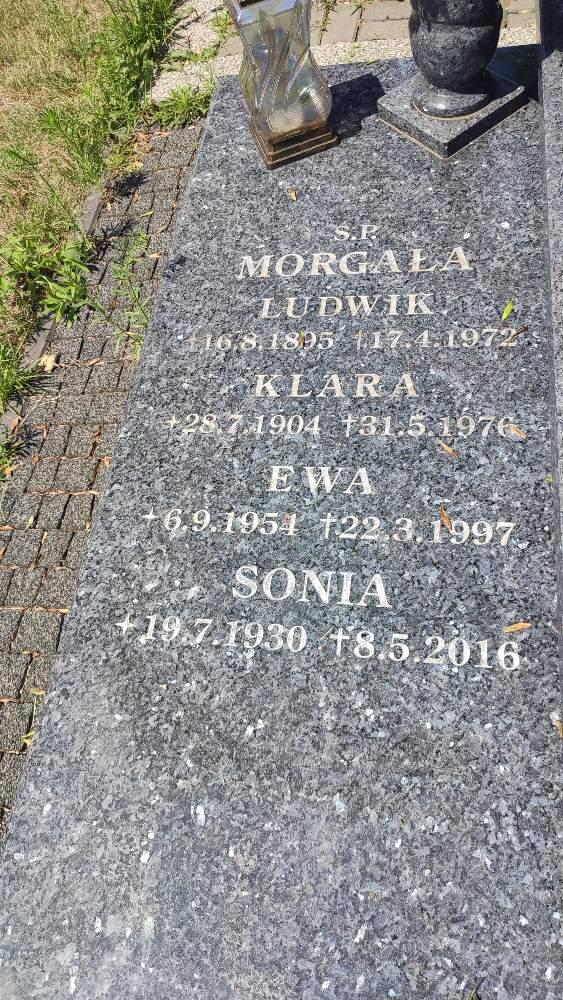 S.P.
MORGAŁA
LUDWIK
+16.8.1895 †17.4.1972
KLARA
+28.7.1904 †31.5.1976
EWA
+6.9.1954 †22.3.1997
SONIA
+19.7.1930 †8.5.2016